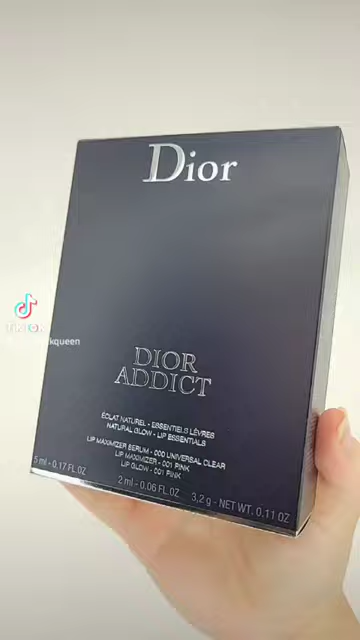 Dior
TikTok
kqueen
DIOR
ADDICT
ÉCLAT NATUREL - ESSENTIELS LÈVRES
NATURAL GLOW - LIP ESSENTIALS
LIP MAXIMIZER SERUM - 000 UNIVERSAL CLEAR
LIP MAXIMIZER - 001 PINK
LIP GLOW - 001 PINK
5 ml - 0.17 FL.OZ 2 ml - 0.06 FL.OZ 3,2 g - NET WT. 0.11 OZ